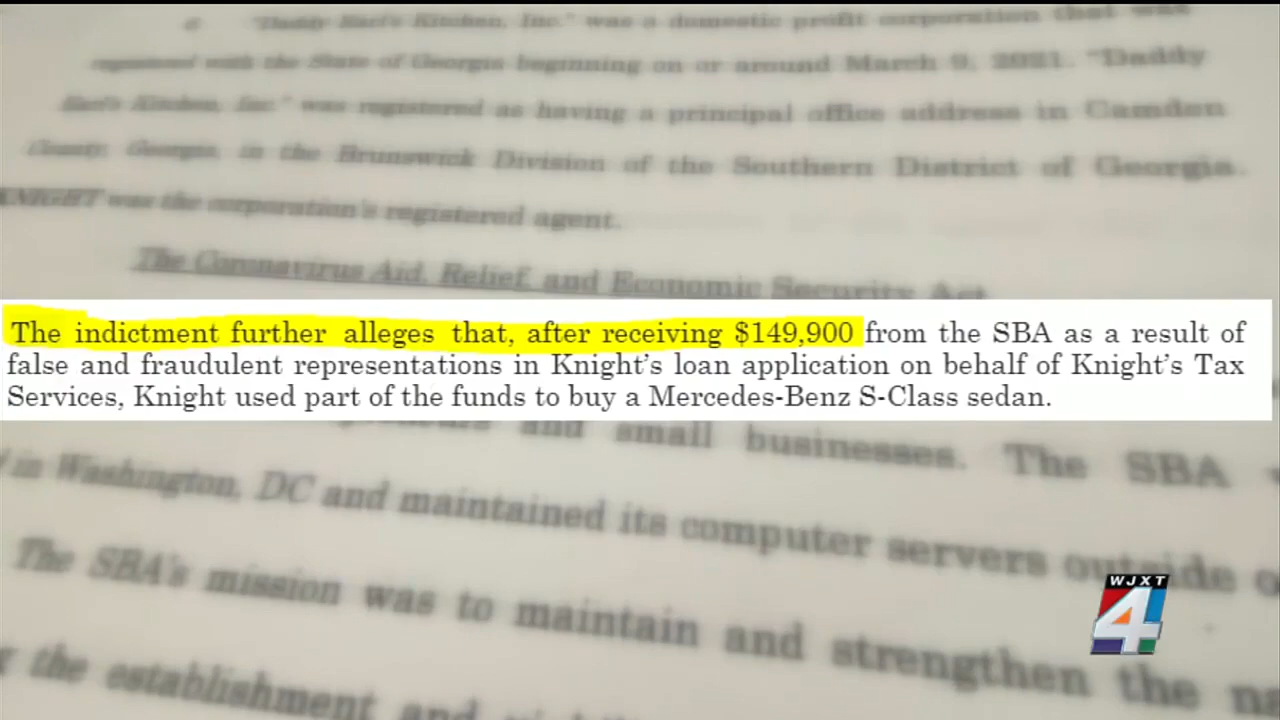 "Daddy Earl's Kitchen, Inc." was a domestic profit corporation that was
registered with the State of Georgia beginning on or around March 9, 2021. "Daddy
Earl's Kitchen, Inc." was registered as having a principal office address in Camden
County, Georgia, in the Brunswick Division of the Southern District of Georgia.
KNIGHT was the corporation's registered agent.
The Coronavirus Aid, Relief, and Economic Security Act
The indictment further alleges that, after receiving $149,900 from the SBA as a result of
false and fraudulent representations in Knight's loan application on behalf of Knight's Tax
Services, Knight used part of the funds to buy a Mercedes-Benz S-Class sedan.
and small businesses. The SBA
in Washington, DC and maintained its computer servers outside
The SBA's mission was to maintain and strengthen the
the establishment and
WJXT
4